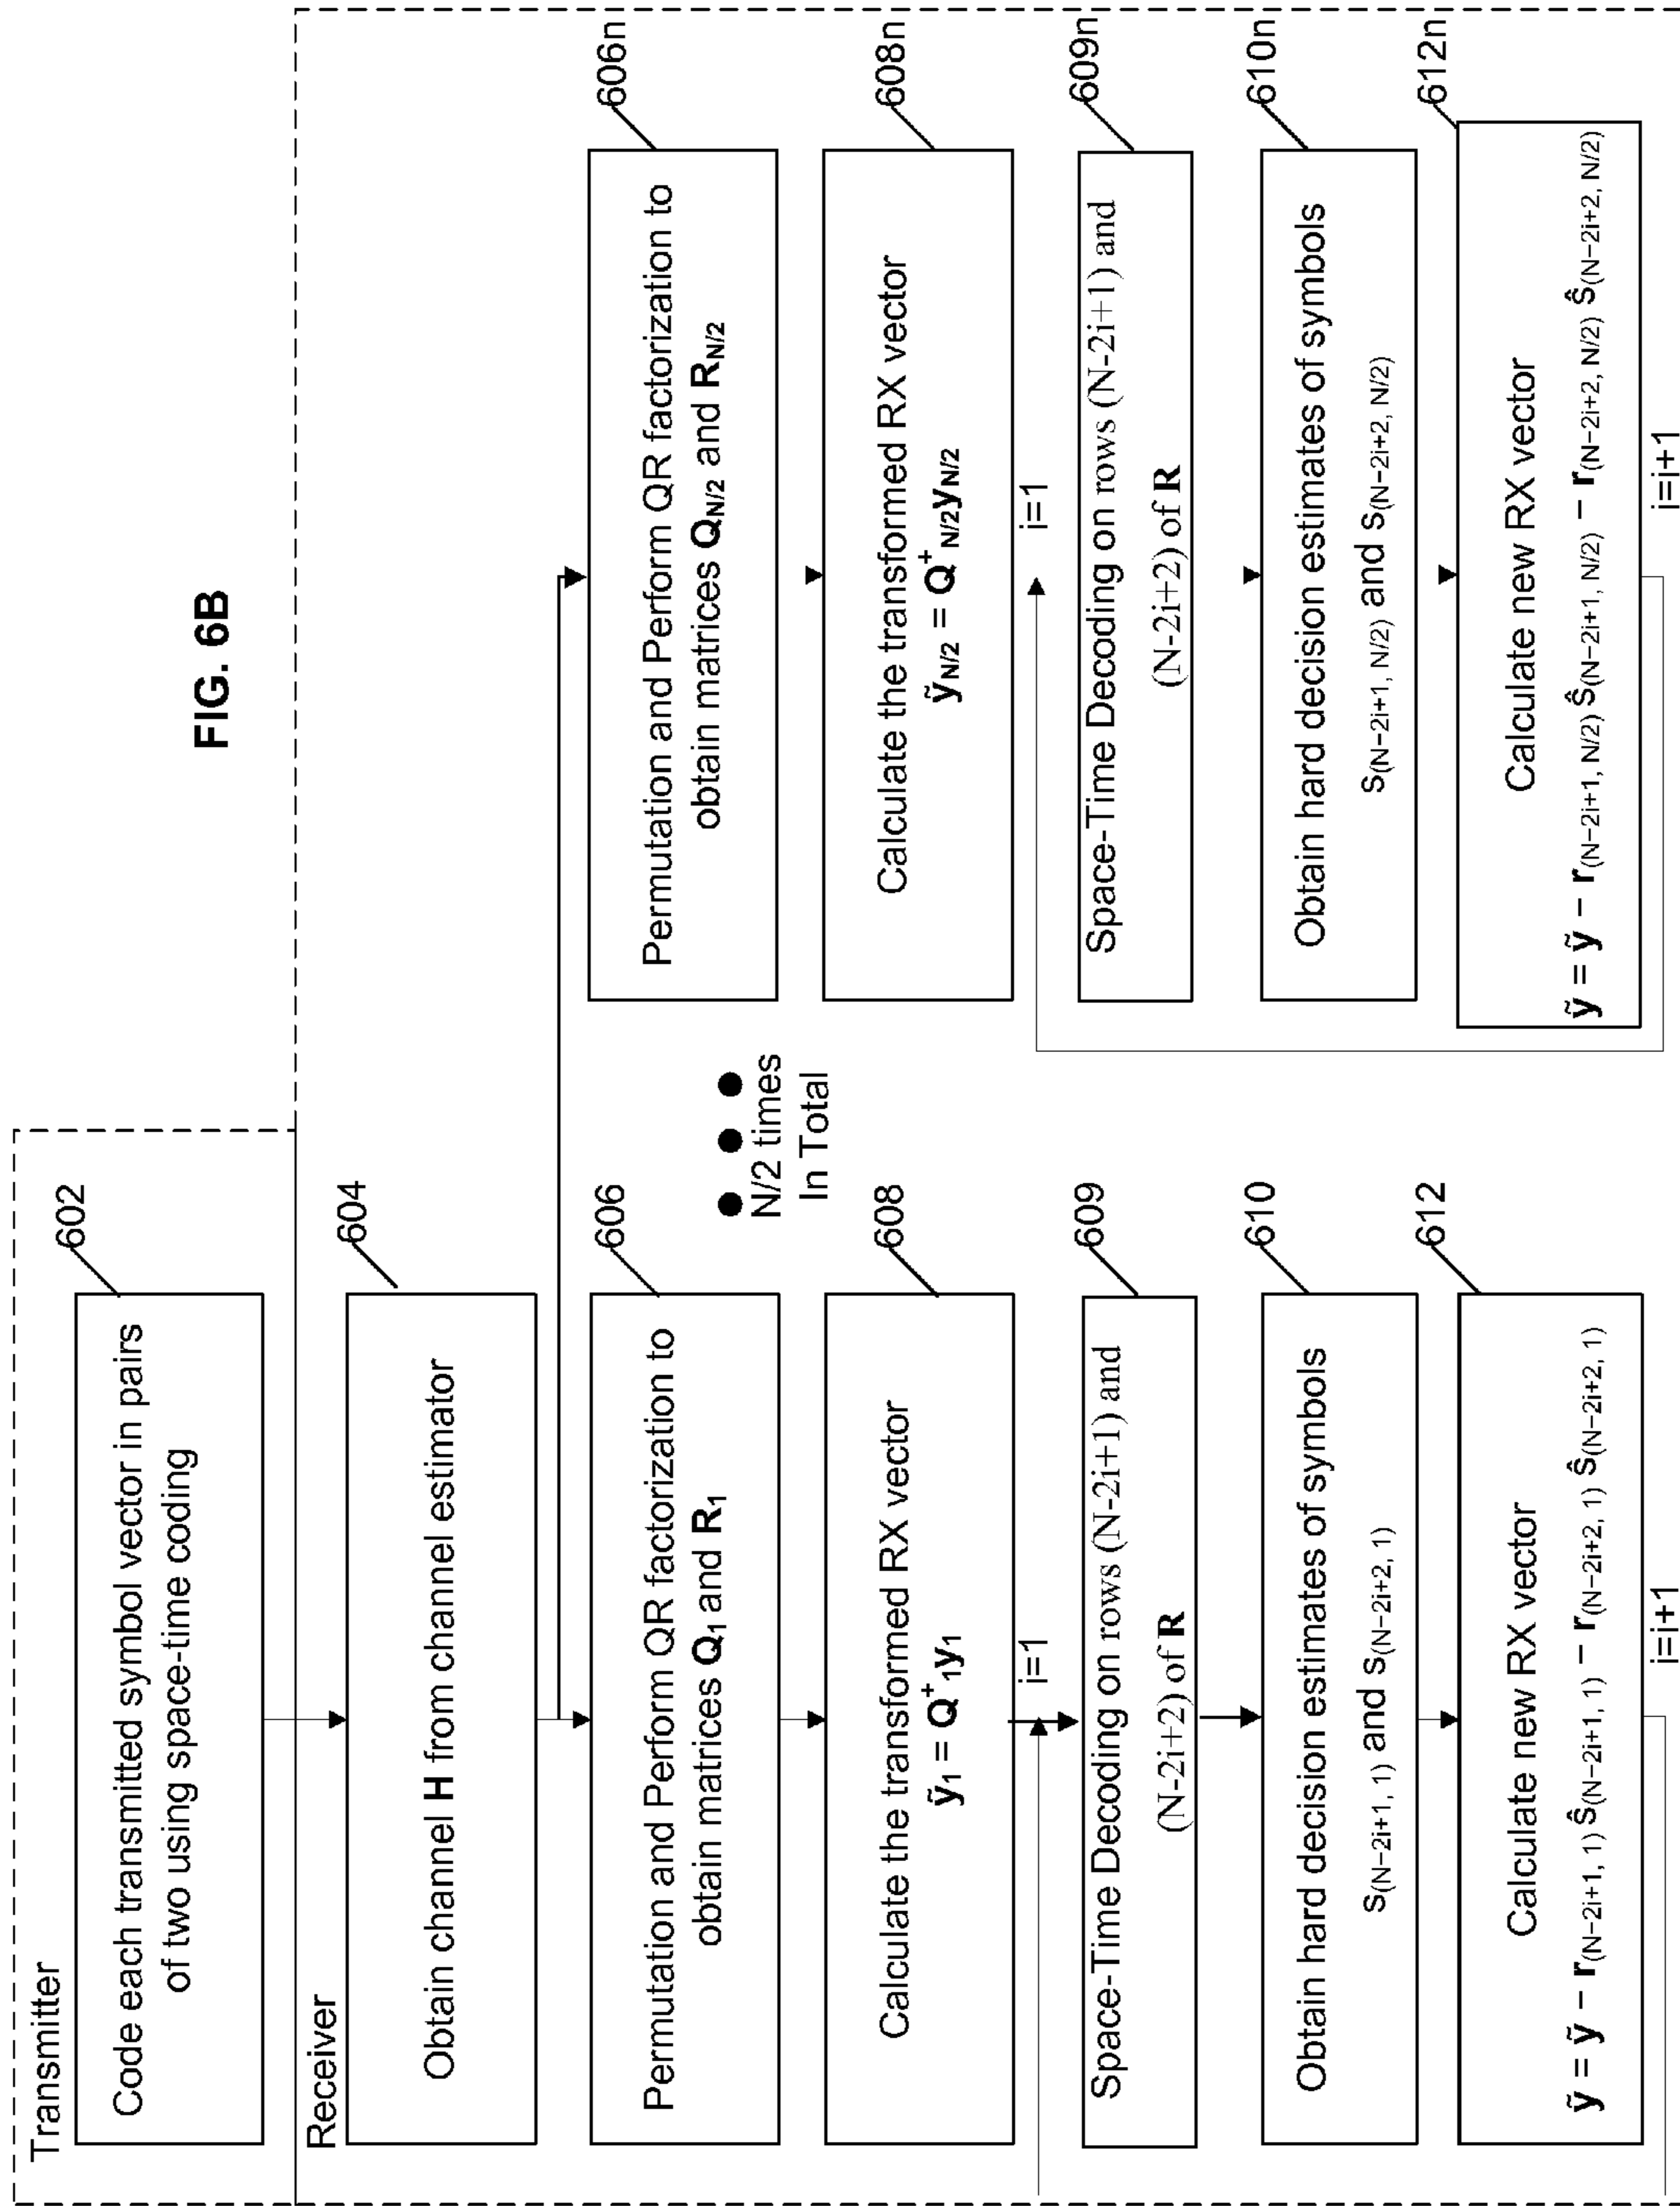 FIG. 6B
Transmitter
602
Code each transmitted symbol vector in pairs
of two using space-time coding
Receiver
604
Obtain channel H from channel estimator
606
Permutation and Perform QR factorization to
obtain matrices Q₁ and R₁
608
Calculate the transformed RX vector
ỹ₁ = Q⁺₁y₁
i=1
609
Space-Time Decoding on rows (N-2i+1) and
(N-2i+2) of R
610
Obtain hard decision estimates of symbols
s(N−2i+1, 1) and s(N−2i+2, 1)
612
Calculate new RX vector
ỹ = ỹ − r(N−2i+1, 1) ŝ(N−2i+1, 1) − r(N−2i+2, 1) ŝ(N−2i+2, 1)
i=i+1
● ● ●
N/2 times
In Total
606n
Permutation and Perform QR factorization to
obtain matrices Q_N/2 and R_N/2
608n
Calculate the transformed RX vector
ỹ_N/2 = Q⁺_N/2 y_N/2
i=1
609n
Space-Time Decoding on rows (N-2i+1) and
(N-2i+2) of R
610n
Obtain hard decision estimates of symbols
s(N−2i+1, N/2) and s(N−2i+2, N/2)
612n
Calculate new RX vector
ỹ = ỹ − r(N−2i+1, N/2) ŝ(N−2i+1, N/2) − r(N−2i+2, N/2) ŝ(N−2i+2, N/2)
i=i+1